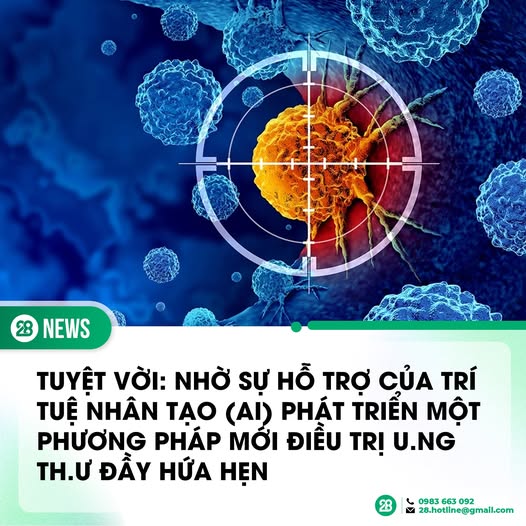 28 NEWS
TUYỆT VỜI: NHỜ SỰ HỖ TRỢ CỦA TRÍ
TUỆ NHÂN TẠO (AI) PHÁT TRIỂN MỘT
PHƯƠNG PHÁP MỚI ĐIỀU TRỊ U.NG
TH.Ư ĐẦY HỨA HẸN
28
0983 663 092
28.hotline@gmail.com